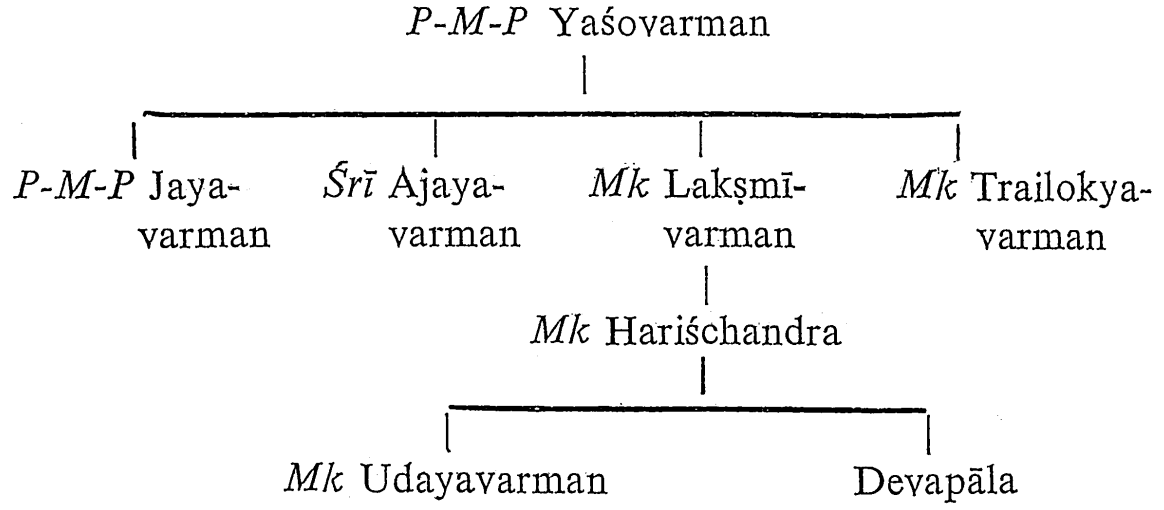 P-M-P Yaśovarman
P-M-P Jaya- Śrī Ajaya- Mk Lakṣmī- Mk Trailokya-
varman varman varman varman
Mk Hariśchandra
Mk Udayavarman Devapāla